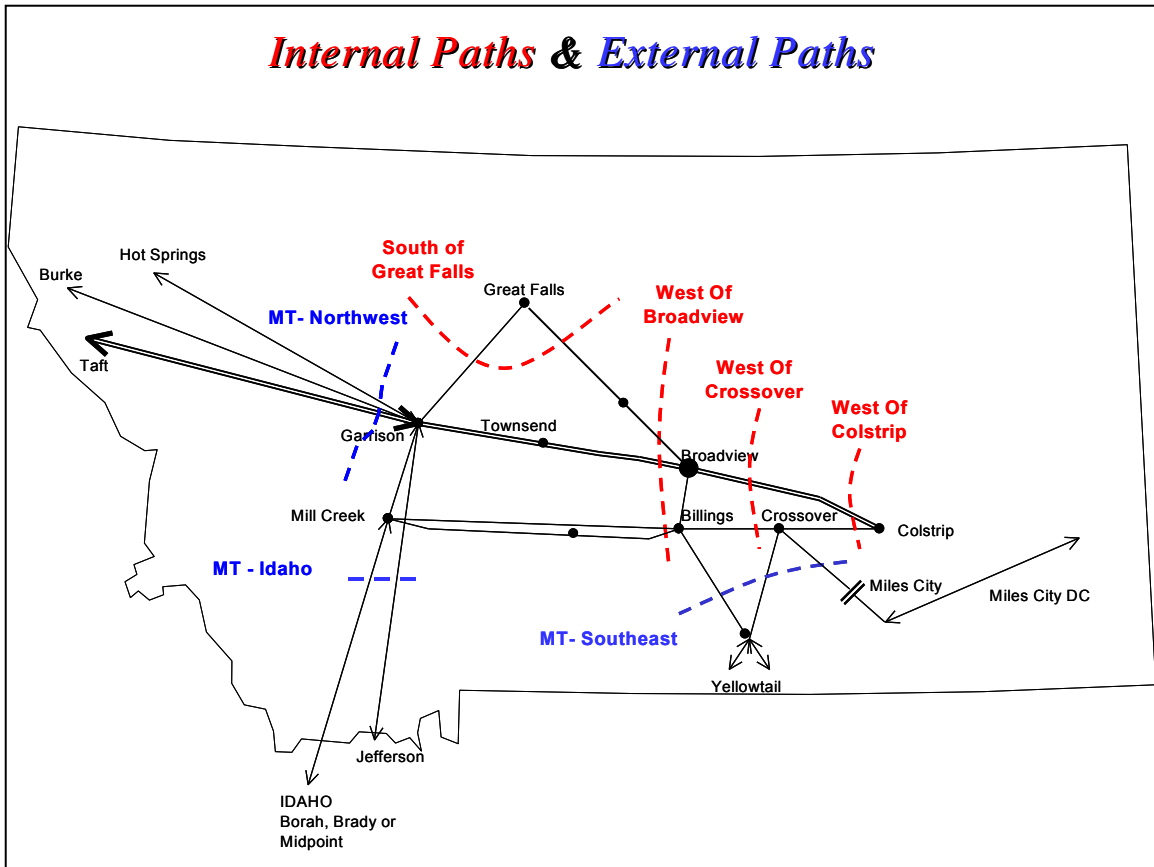 Internal Paths & External Paths
Hot Springs
Burke
Taft
South of
Great Falls
MT- Northwest
Great Falls
West Of
Broadview
West Of
Crossover
West Of
Colstrip
Garrison
Townsend
Broadview
Mill Creek
Billings
Crossover
Colstrip
MT - Idaho
Miles City
Miles City DC
MT- Southeast
Yellowtail
Jefferson
IDAHO
Borah, Brady or
Midpoint